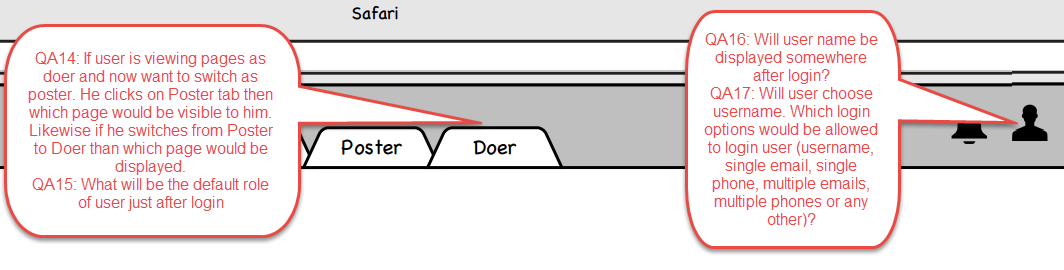 Safari
QA14: If user is viewing pages as
doer and now want to switch as
poster. He clicks on Poster tab then
which page would be visible to him.
Likewise if he switches from Poster
to Doer than which page would be
displayed.
QA15: What will be the default role
of user just after login
Poster
Doer
QA16: Will user name be
displayed somewhere
after login?
QA17: Will user choose
username. Which login
options would be allowed
to login user (username,
single email, single
phone, multiple emails,
multiple phones or any
other)?